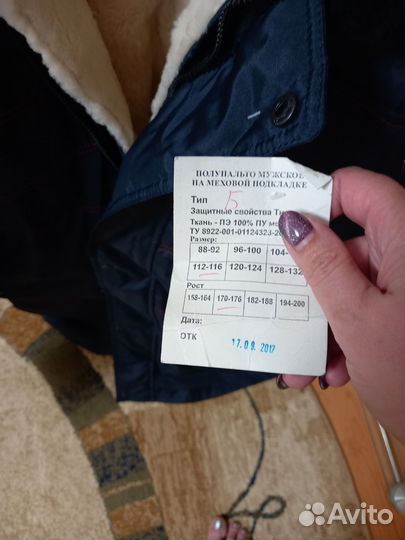 ПОЛУПАЛЬТО МУЖСКОЕ
НА МЕХОВОЙ ПОДКЛАДКЕ
Тип Б
Защитные свойства
Ткань - ПЭ 100% ПУ
ТУ 8922-001-01124323-
Размер:
88-92 96-100 104-
112-116 120-124 128-132
Рост
158-164 170-176 182-188 194-200
Дата:
ОТК 17.09.2017
Avito